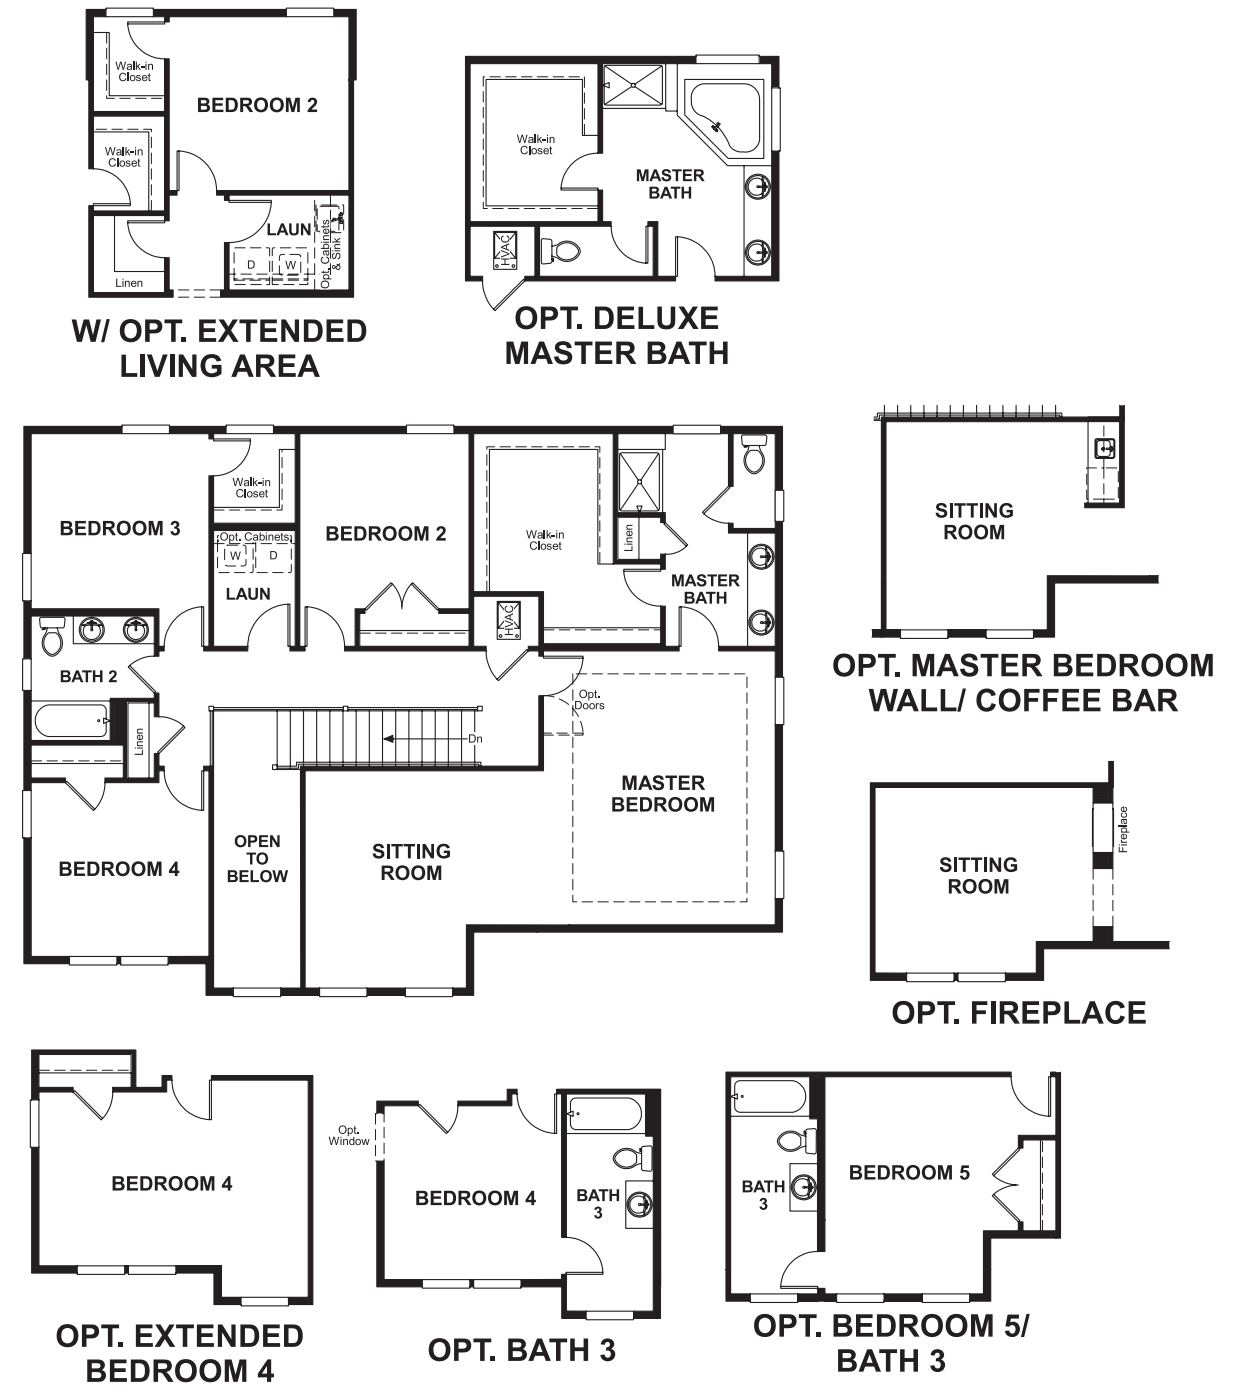 Walk-in
Closet
BEDROOM 2
Walk-in
Closet
LAUN
D
W
Opt. Cabinets
& Sink
Linen
W/ OPT. EXTENDED
LIVING AREA
Walk-in
Closet
MASTER
BATH
HVAC
OPT. DELUXE
MASTER BATH
BEDROOM 3
Walk-in
Closet
Opt. Cabinets
W
D
LAUN
BEDROOM 2
Walk-in
Closet
Linen
MASTER
BATH
HVAC
BATH 2
Linen
Opt.
Doors
Dn
MASTER
BEDROOM
BEDROOM 4
OPEN
TO
BELOW
SITTING
ROOM
SITTING
ROOM
OPT. MASTER BEDROOM
WALL/ COFFEE BAR
SITTING
ROOM
Fireplace
OPT. FIREPLACE
BEDROOM 4
OPT. EXTENDED
BEDROOM 4
Opt.
Window
BEDROOM 4
BATH
3
OPT. BATH 3
BATH
3
BEDROOM 5
OPT. BEDROOM 5/
BATH 3